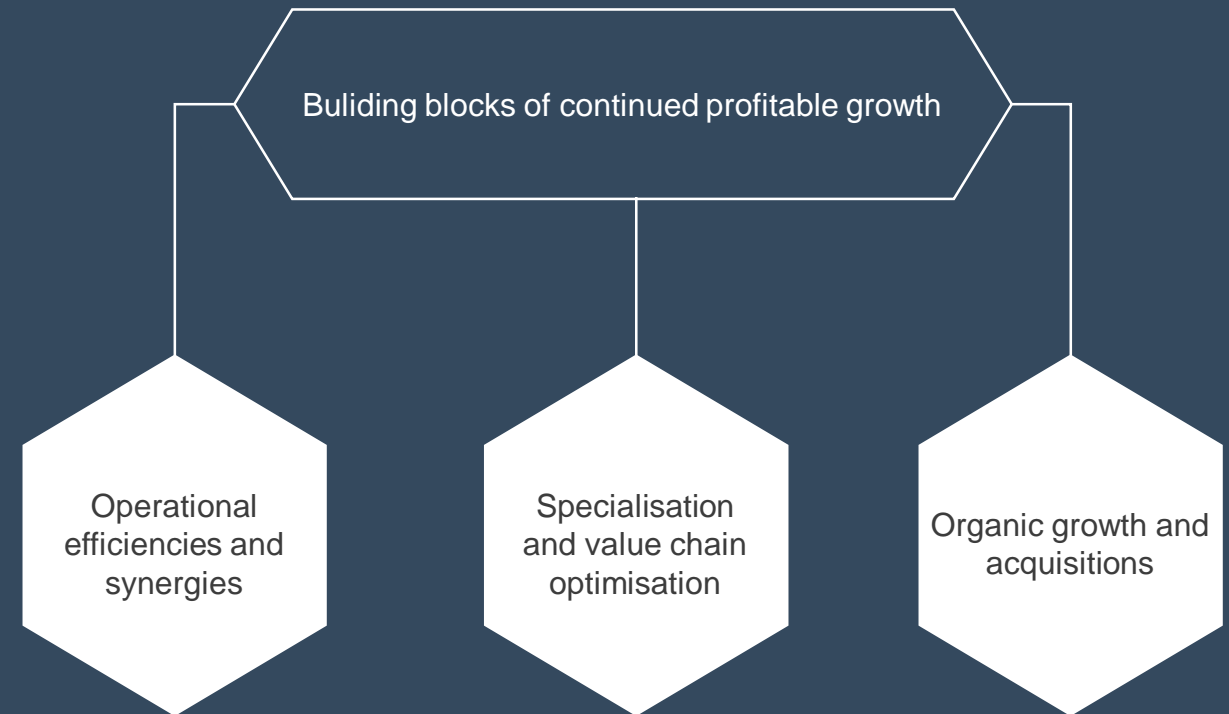 Buliding blocks of continued profitable growth
Operational
efficiencies and
synergies
Specialisation
and value chain
optimisation
Organic growth and
acquisitions